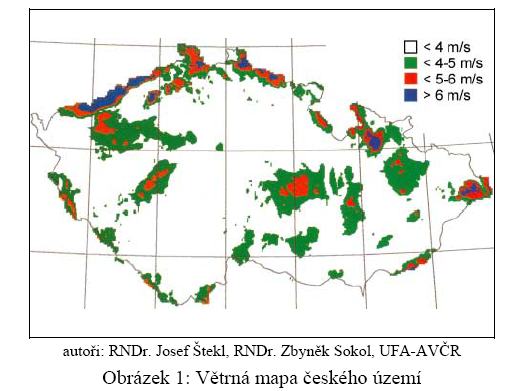 < 4 m/s
< 4-5 m/s
< 5-6 m/s
> 6 m/s
autoři: RNDr. Josef Štekl, RNDr. Zbyněk Sokol, UFA-AVČR
Obrázek 1: Větrná mapa českého území